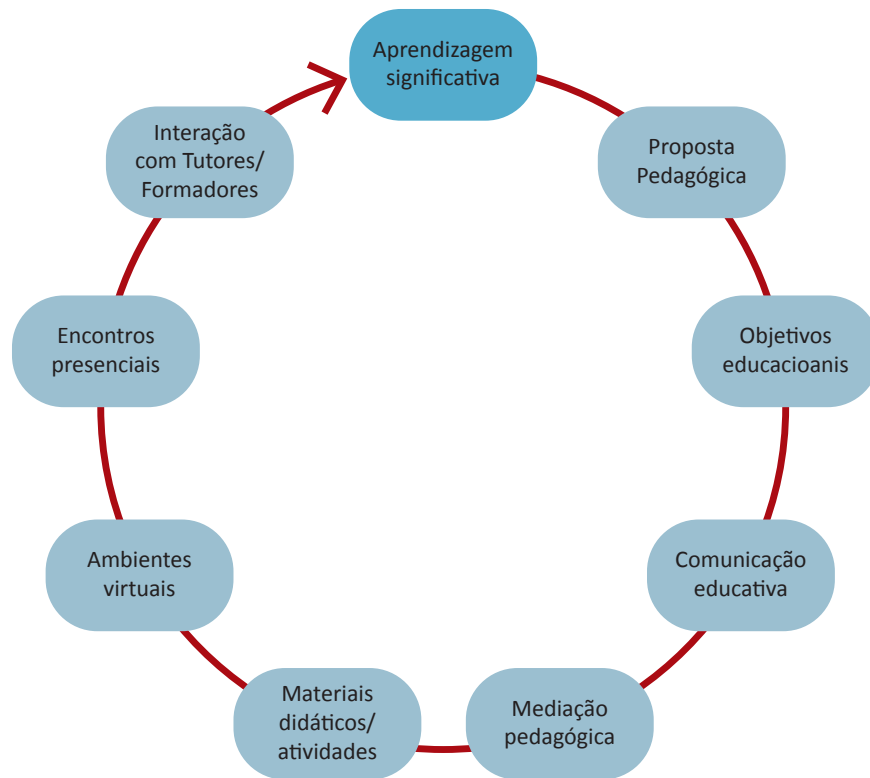 Aprendizagem
significativa
Proposta
Pedagógica
Objetivos
educacioanis
Comunicação
educativa
Mediação
pedagógica
Materiais
didáticos/
atividades
Ambientes
virtuais
Encontros
presenciais
Interação
com Tutores/
Formadores